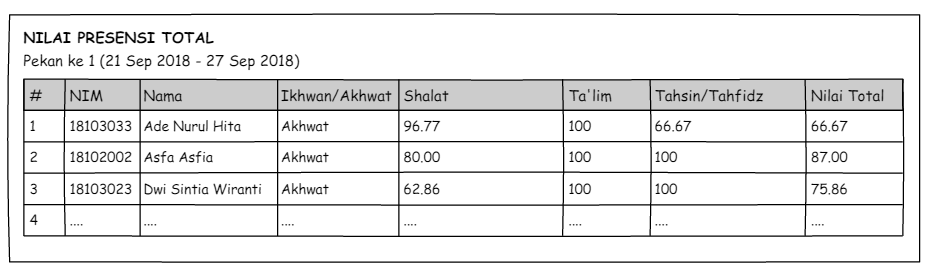 NILAI PRESENSI TOTAL
Pekan ke 1 (21 Sep 2018 - 27 Sep 2018)
# NIM Nama Ikhwan/Akhwat Shalat Ta'lim Tahsin/Tahfidz Nilai Total
1 18103033 Ade Nurul Hita Akhwat 96.77 100 66.67 66.67
2 18102002 Asfa Asfia Akhwat 80.00 100 100 87.00
3 18103023 Dwi Sintia Wiranti Akhwat 62.86 100 100 75.86
4 .... .... .... .... .... .... ....